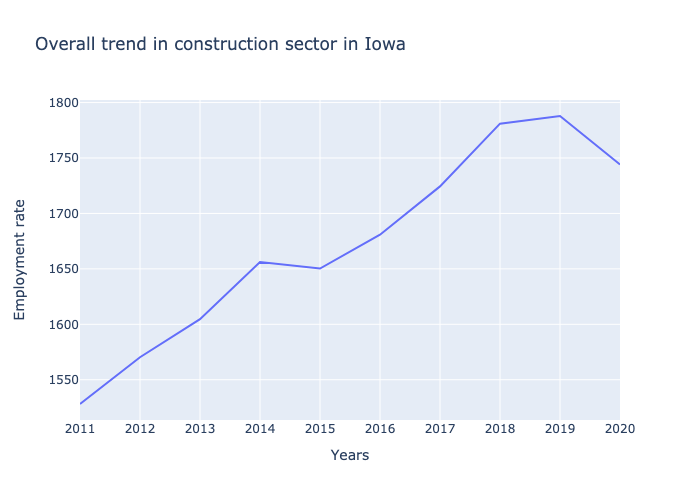 Overall trend in construction sector in Iowa
1800
1750
1700
1650
1600
1550
Employment rate
2011 2012 2013 2014 2015 2016 2017 2018 2019 2020
Years